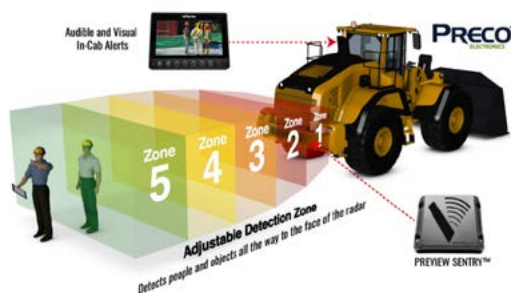 Audible and Visual
In-Cab Alerts
PRECO
ELECTRONICS
Zone
5
Zone
4
Zone
3
Zone
2
Zone
1
Adjustable Detection Zone
Detects people and objects all the way to the face of the radar
PREVIEW SENTRY™